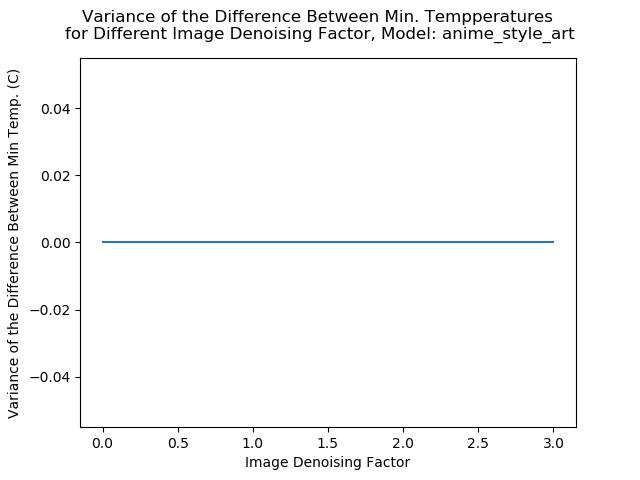 Variance of the Difference Between Min. Tempperatures
for Different Image Denoising Factor, Model: anime_style_art
Variance of the Difference Between Min Temp. (C)
0.04
0.02
0.00
−0.02
−0.04
0.0 0.5 1.0 1.5 2.0 2.5 3.0
Image Denoising Factor